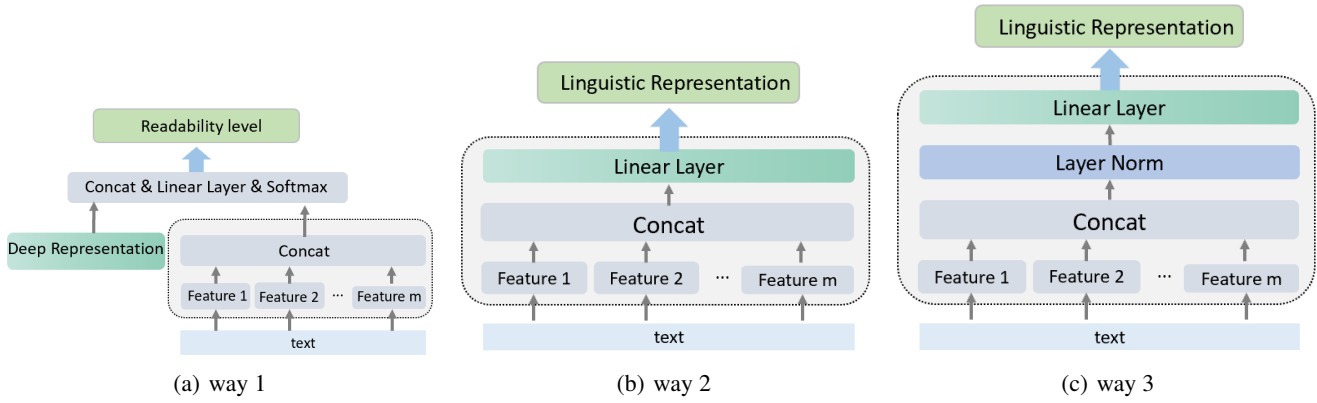 Readability level
Concat & Linear Layer & Softmax
Deep Representation
Concat
Feature 1 Feature 2 ... Feature m
text
(a) way 1
Linguistic Representation
Linear Layer
Concat
Feature 1 Feature 2 ... Feature m
text
(b) way 2
Linguistic Representation
Linear Layer
Layer Norm
Concat
Feature 1 Feature 2 ... Feature m
text
(c) way 3